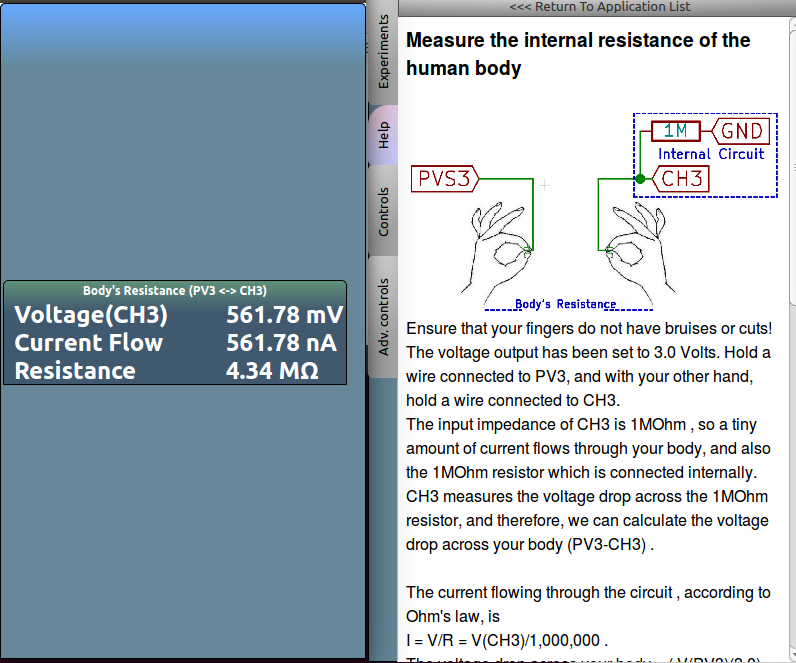 <<< Return To Application List
Experiments
Help
Controls
Adv. controls
Body's Resistance (PV3 <-> CH3)
Voltage(CH3) 561.78 mV
Current Flow 561.78 nA
Resistance 4.34 MΩ
Measure the internal resistance of the
human body
1M GND
Internal Circuit
PVS3 CH3
Body's Resistance
Ensure that your fingers do not have bruises or cuts!
The voltage output has been set to 3.0 Volts. Hold a
wire connected to PV3, and with your other hand,
hold a wire connected to CH3.
The input impedance of CH3 is 1MOhm , so a tiny
amount of current flows through your body, and also
the 1MOhm resistor which is connected internally.
CH3 measures the voltage drop across the 1MOhm
resistor, and therefore, we can calculate the voltage
drop across your body (PV3-CH3) .
The current flowing through the circuit , according to
Ohm's law, is
I = V/R = V(CH3)/1,000,000 .